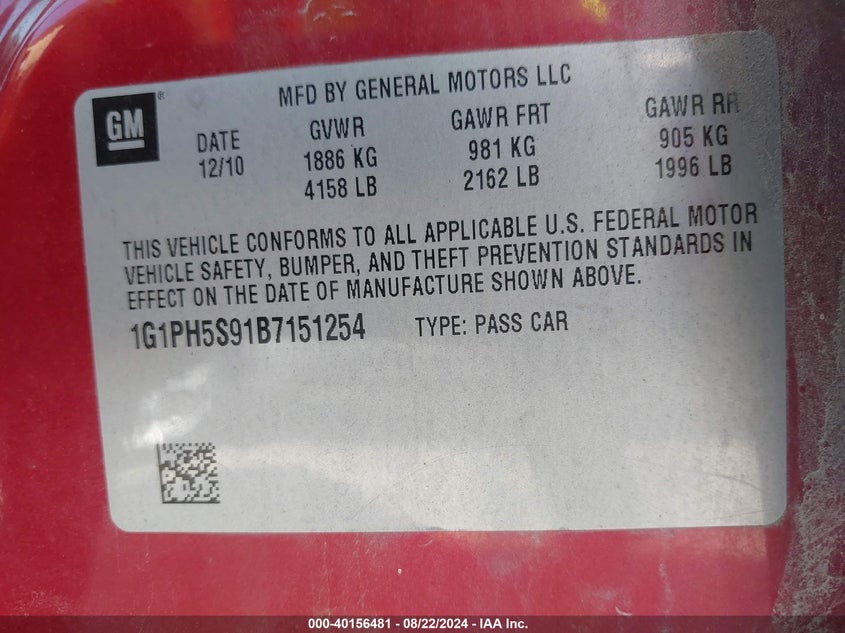 MFD BY GENERAL MOTORS LLC
GM ®
DATE GVWR GAWR FRT GAWR RR
12/10 1886 KG 981 KG 905 KG
4158 LB 2162 LB 1996 LB
THIS VEHICLE CONFORMS TO ALL APPLICABLE U.S. FEDERAL MOTOR
VEHICLE SAFETY, BUMPER, AND THEFT PREVENTION STANDARDS IN
EFFECT ON THE DATE OF MANUFACTURE SHOWN ABOVE.
1G1PH5S91B7151254 TYPE: PASS CAR
000-40156481 - 08/22/2024 - IAA Inc.